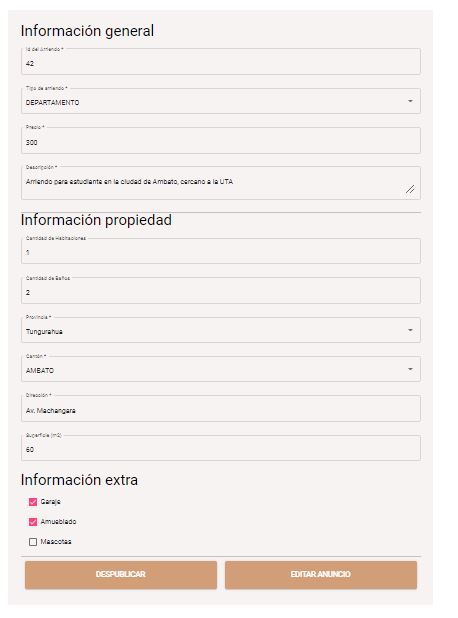 Información general
Id del Arriendo *
42
Tipo de arriendo *
DEPARTAMENTO
Precio *
300
Descripción *
Arriendo para estudiante en la ciudad de Ambato, cercano a la UTA
Información propiedad
Cantidad de Habitaciones
1
Cantidad de Baños
2
Provincia *
Tungurahua
Cantón *
AMBATO
Dirección *
Av. Machangara
Superficie (m2)
60
Información extra
Garaje
Amueblado
Mascotas
DESPUBLICAR EDITAR ANUNCIO